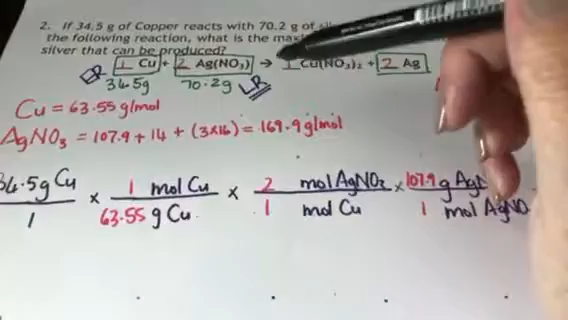 2. If 34.5 g of Copper reacts with 70.2 g of
the following reaction, what is the
silver that can be produced?
1 Cu + 2 Ag(NO3) → 1 Cu(NO3)2 + 2 Ag
34.5g 70.2g LR
Cu = 63.55 g/mol
AgNO3 = 107.9 + 14 + (3x16) = 169.9 g/mol
34.5g Cu × 1 mol Cu × 2 mol AgNO3 × 107.9 g
1 63.55 g Cu 1 mol Cu 1 mol